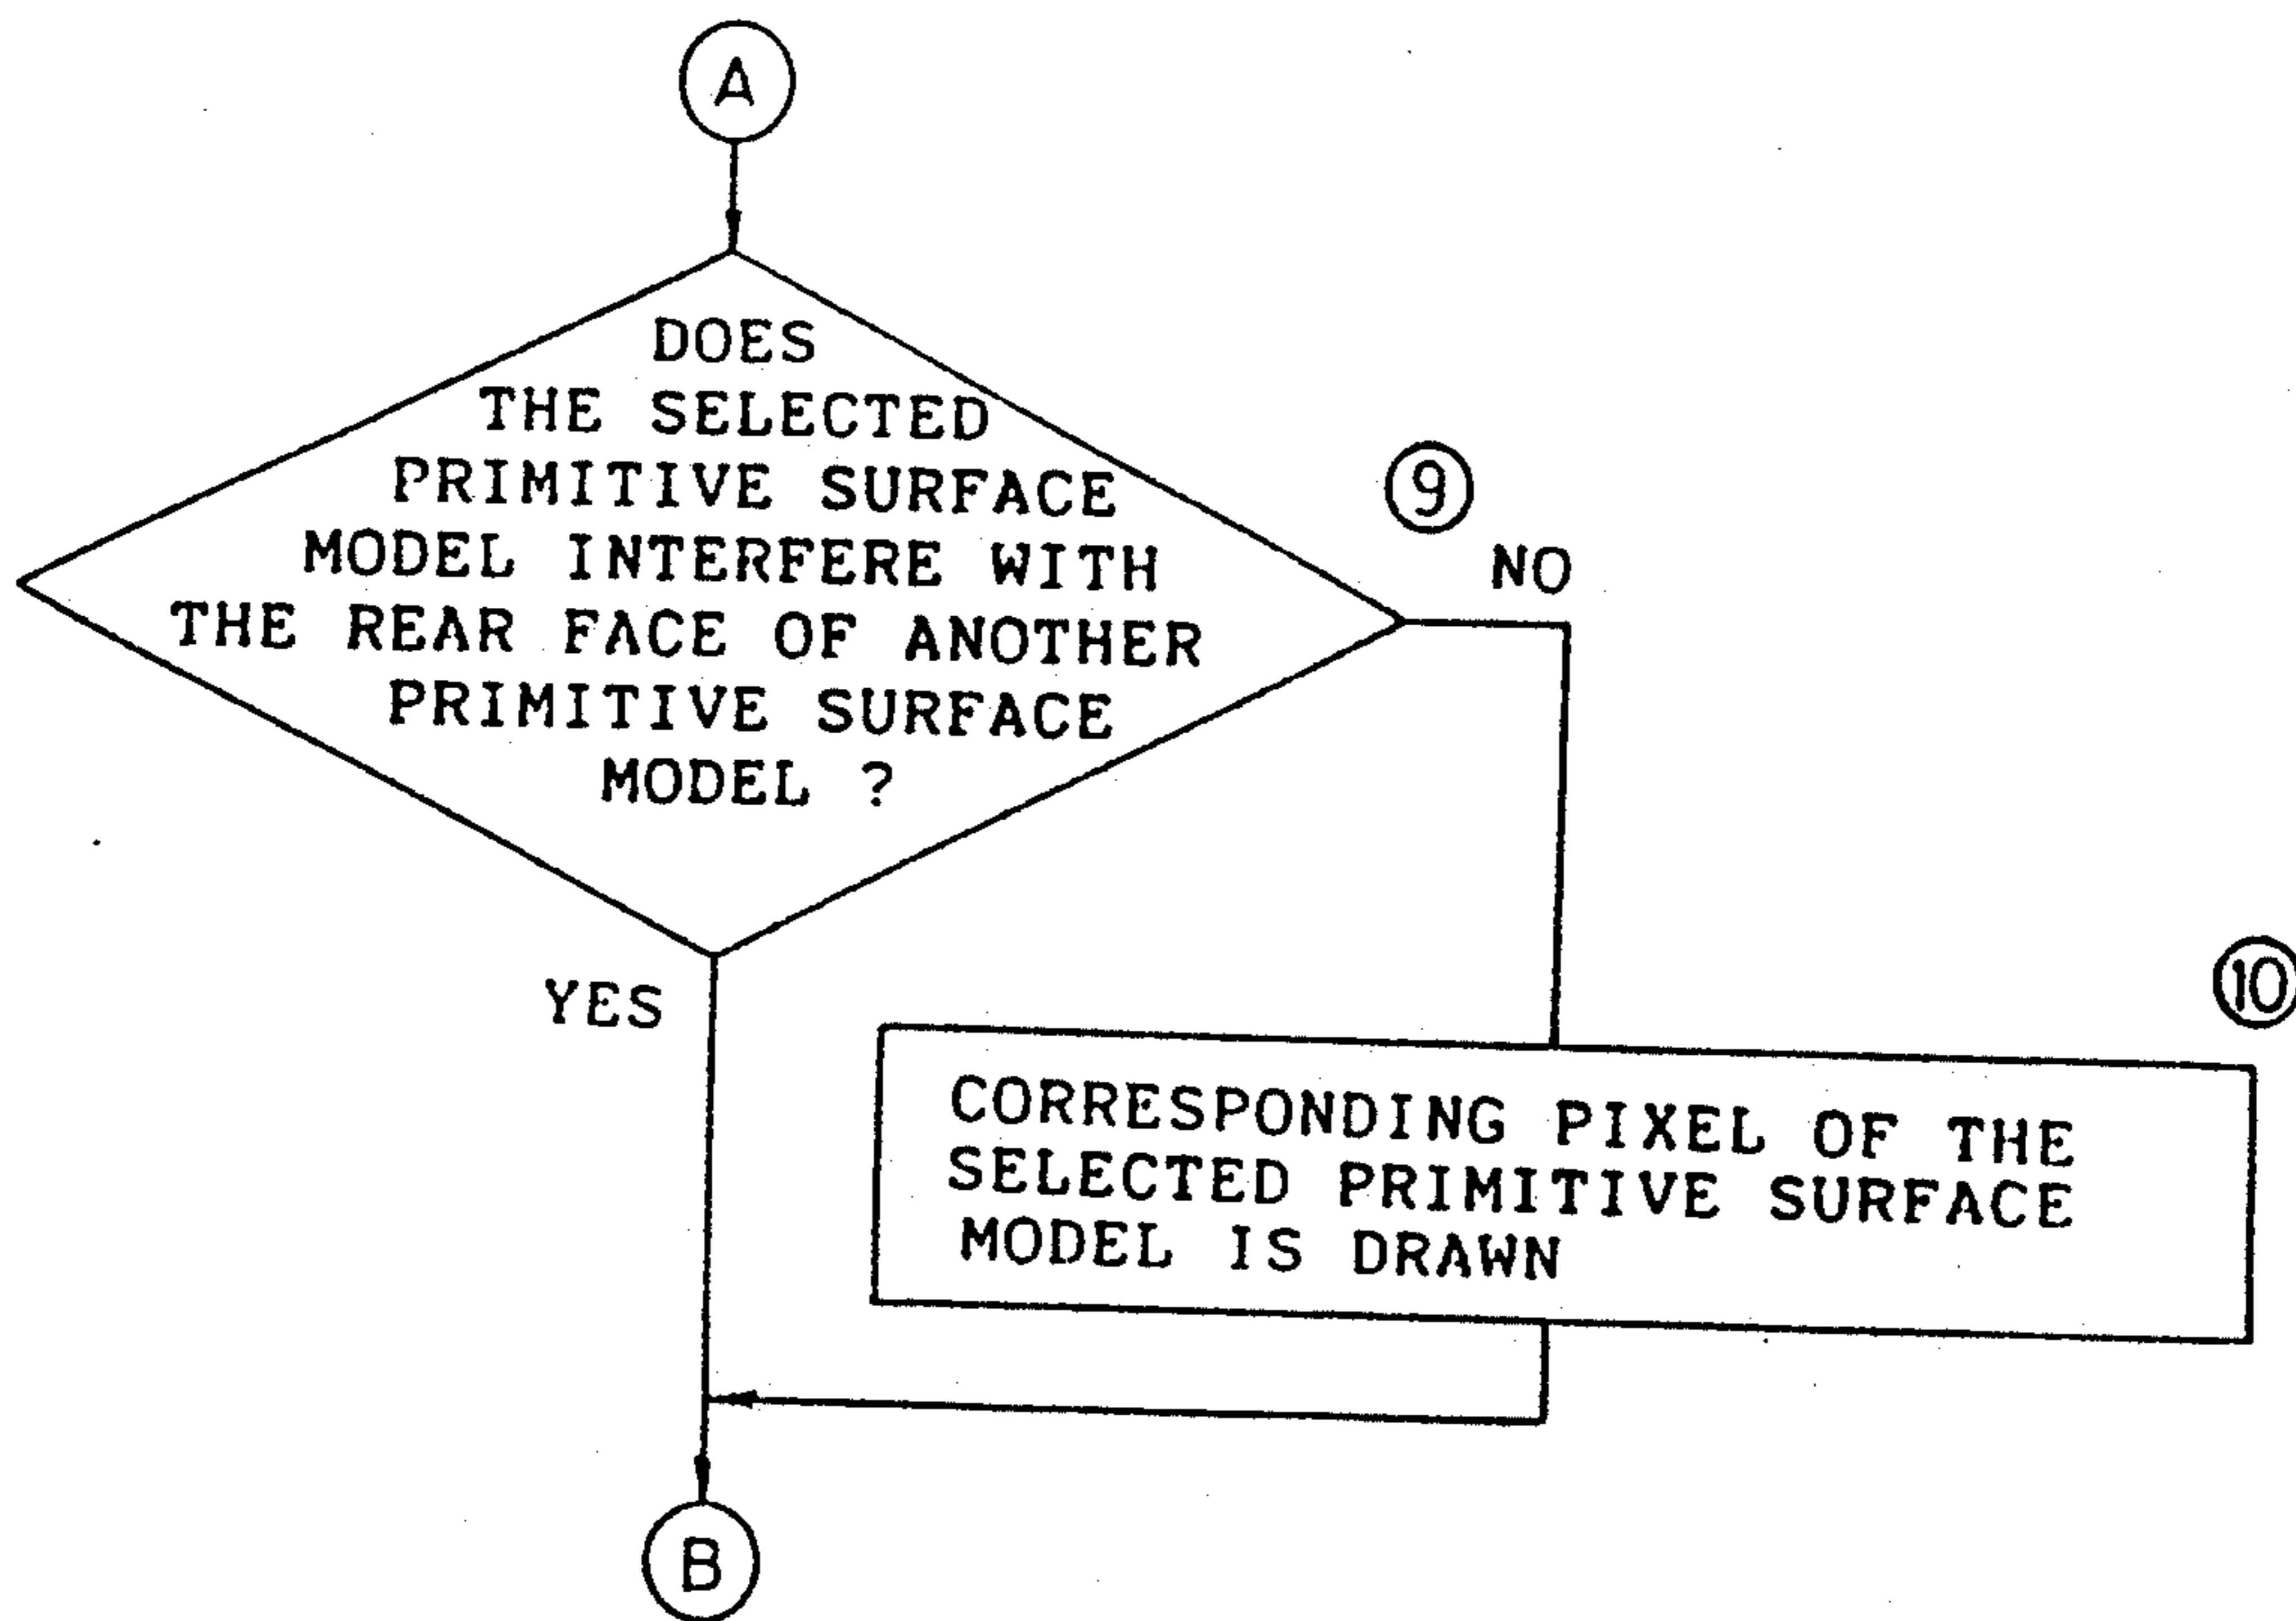 A
DOES
THE SELECTED
PRIMITIVE SURFACE
MODEL INTERFERE WITH
THE REAR FACE OF ANOTHER
PRIMITIVE SURFACE
MODEL ?
9
NO
YES
10
CORRESPONDING PIXEL OF THE
SELECTED PRIMITIVE SURFACE
MODEL IS DRAWN
B